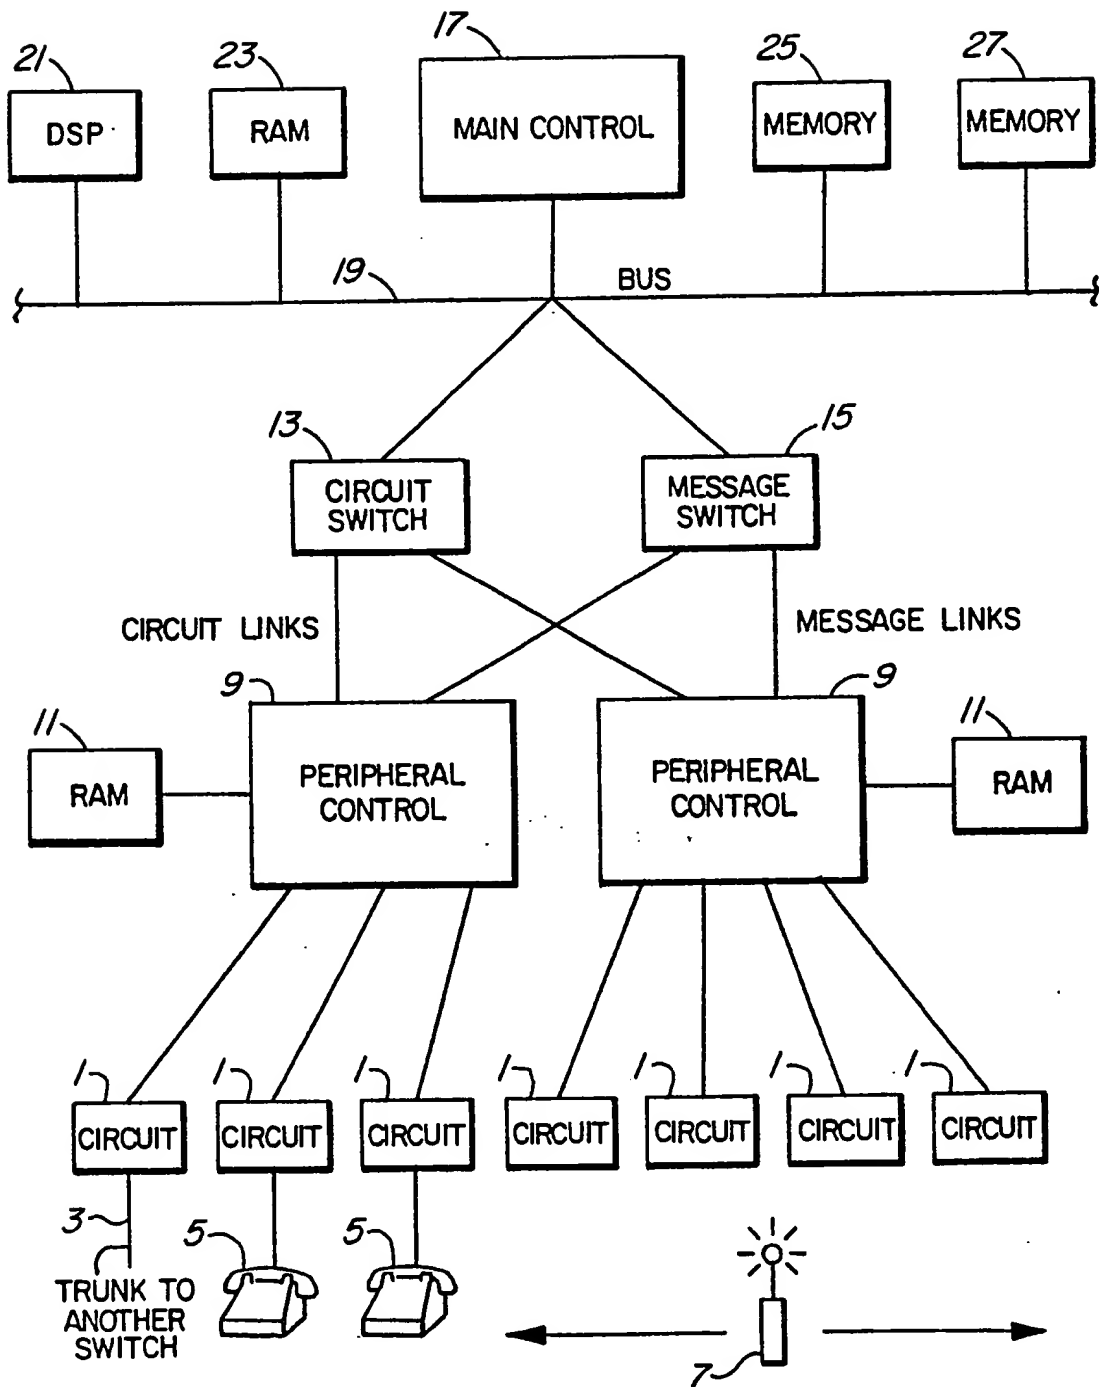 17
21
23
25
27
DSP
RAM
MAIN CONTROL
MEMORY
MEMORY
19
BUS
13
15
CIRCUIT
SWITCH
MESSAGE
SWITCH
CIRCUIT LINKS
MESSAGE LINKS
9
9
11
11
RAM
PERIPHERAL
CONTROL
PERIPHERAL
CONTROL
RAM
1
1
1
1
1
1
1
CIRCUIT
CIRCUIT
CIRCUIT
CIRCUIT
CIRCUIT
CIRCUIT
CIRCUIT
3
5
5
TRUNK TO
ANOTHER
SWITCH
7